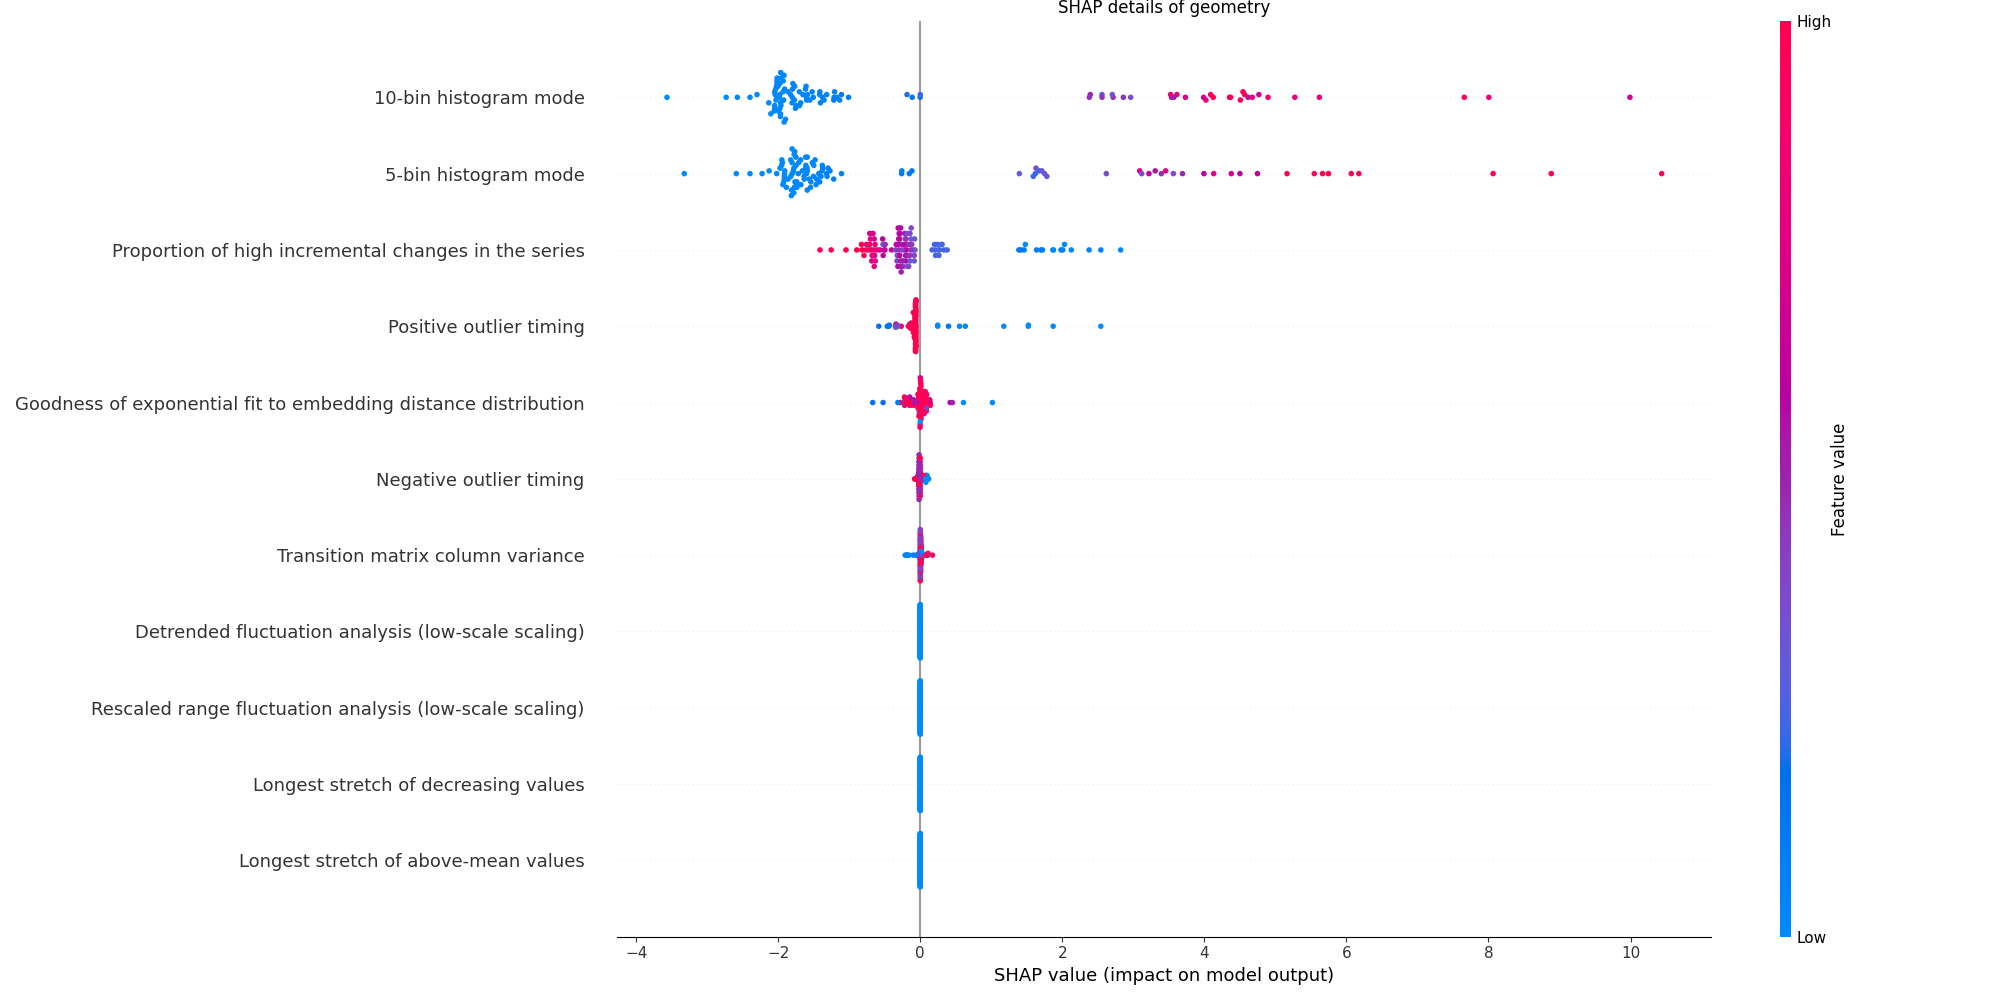 SHAP details of geometry
High
10-bin histogram mode
5-bin histogram mode
Proportion of high incremental changes in the series
Positive outlier timing
Goodness of exponential fit to embedding distance distribution
Negative outlier timing
Transition matrix column variance
Detrended fluctuation analysis (low-scale scaling)
Rescaled range fluctuation analysis (low-scale scaling)
Longest stretch of decreasing values
Longest stretch of above-mean values
Feature value
Low
−4 −2 0 2 4 6 8 10
SHAP value (impact on model output)